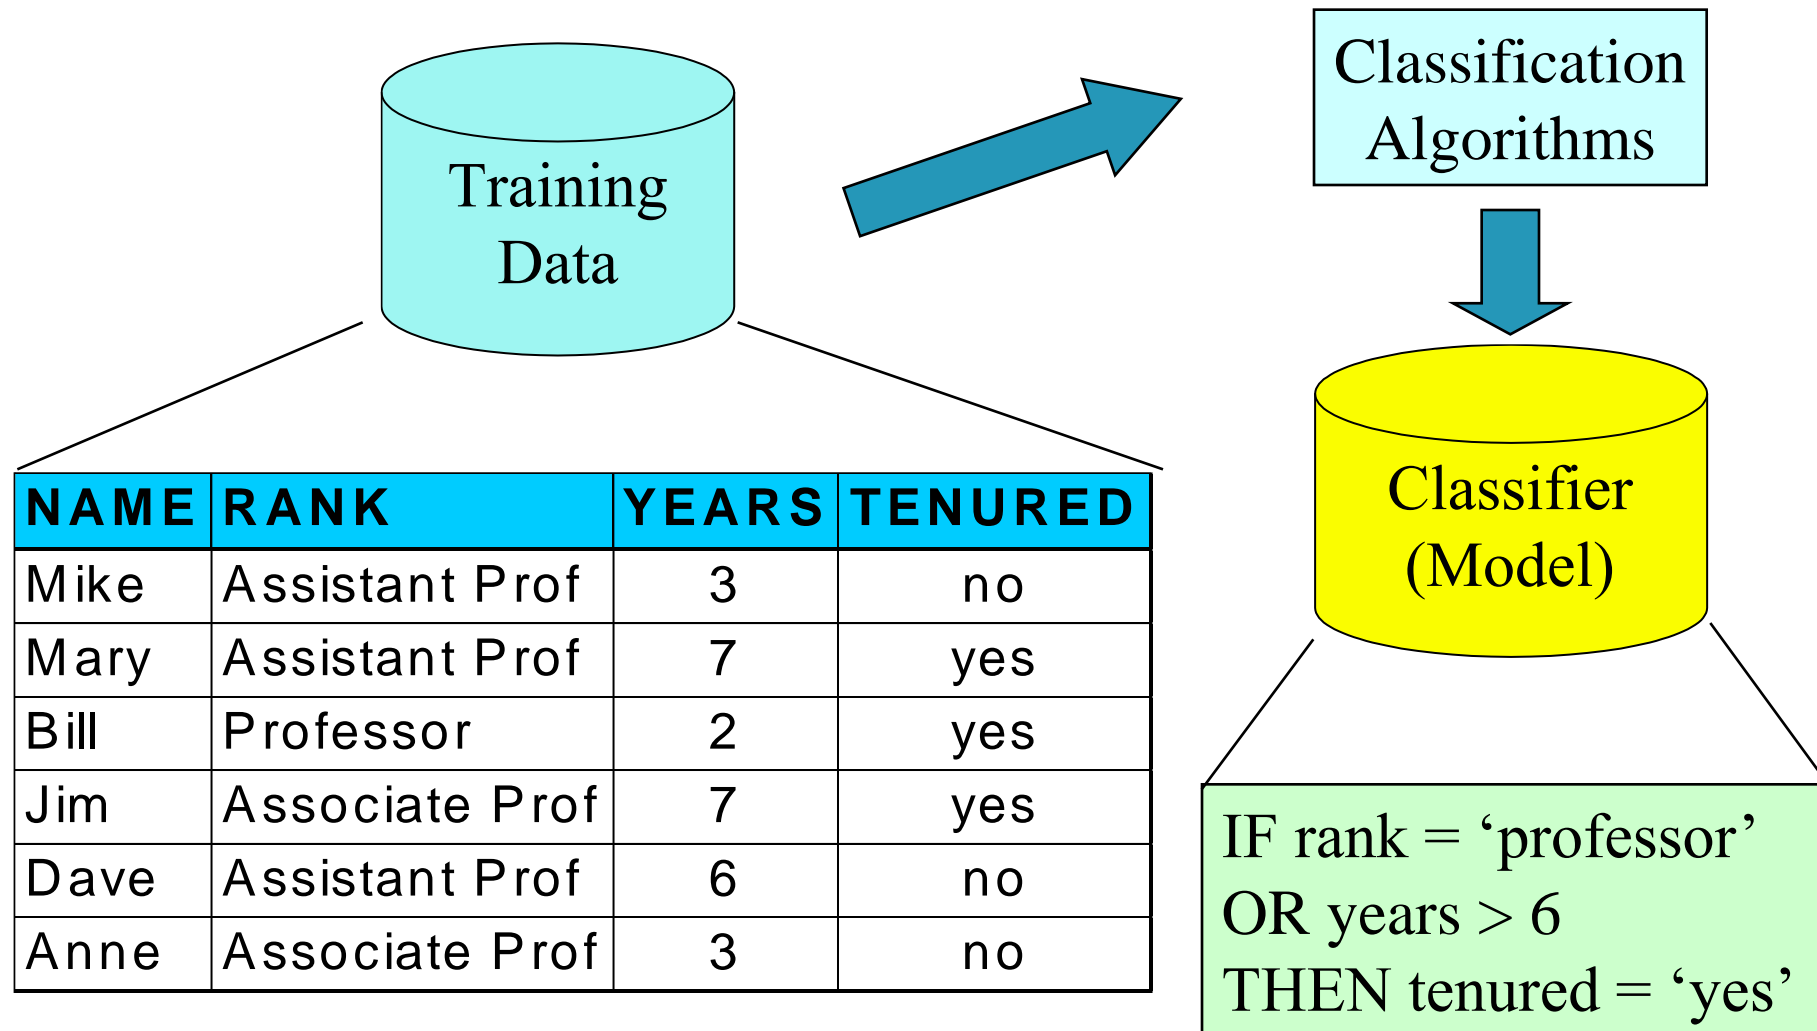 Training
Data
Classification
Algorithms
NAME RANK YEARS TENURED
Mike Assistant Prof 3 no
Mary Assistant Prof 7 yes
Bill Professor 2 yes
Jim Associate Prof 7 yes
Dave Assistant Prof 6 no
Anne Associate Prof 3 no
Classifier
(Model)
IF rank = ‘professor’
OR years > 6
THEN tenured = ‘yes’